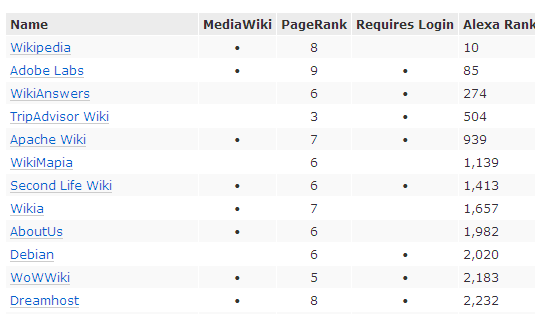 Name MediaWiki PageRank Requires Login Alexa Rank
Wikipedia • 8 10
Adobe Labs • 9 • 85
WikiAnswers 6 • 274
TripAdvisor Wiki 3 • 504
Apache Wiki • 7 • 939
WikiMapia 6 1,139
Second Life Wiki • 6 • 1,413
Wikia • 7 1,657
AboutUs • 6 1,982
Debian 6 • 2,020
WoWWiki • 5 • 2,183
Dreamhost • 8 • 2,232